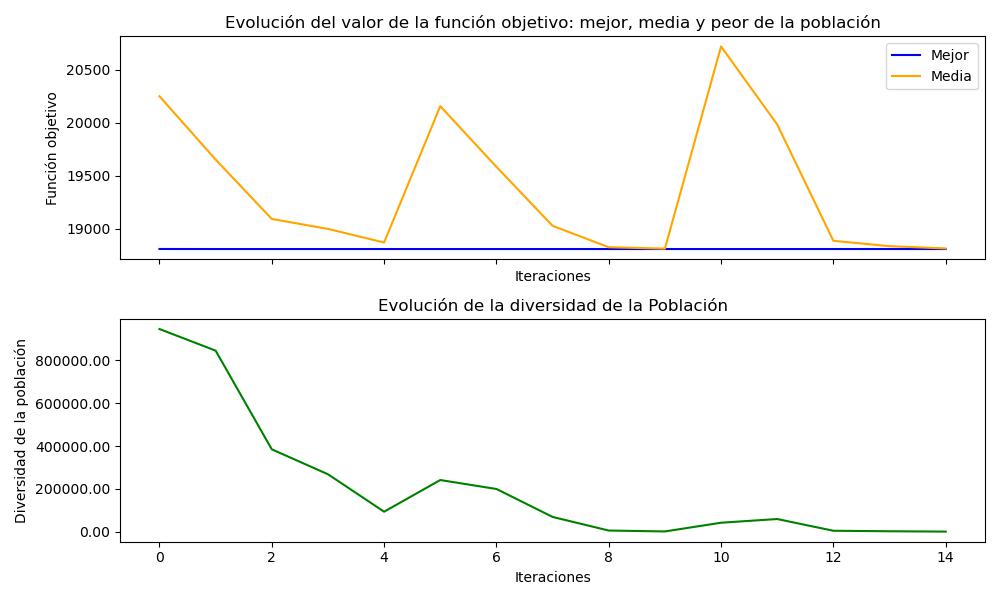 Evolución del valor de la función objetivo: mejor, media y peor de la población
Función objetivo
20500
20000
19500
19000
Mejor
Media
Iteraciones
Evolución de la diversidad de la Población
Diversidad de la población
800000.00
600000.00
400000.00
200000.00
0.00
0 2 4 6 8 10 12 14
Iteraciones